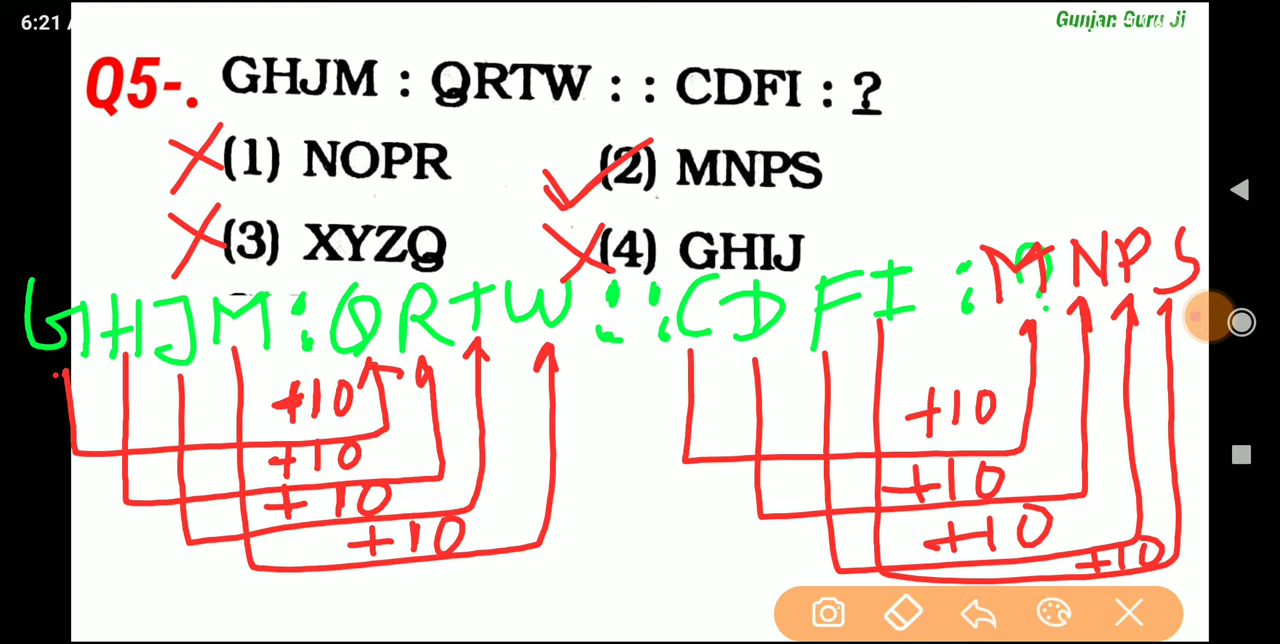 6:21
Gunjan Guru Ji
Q5-. GHJM : QRTW : : CDFI : ?
(1) NOPR (2) MNPS
(3) XYZQ (4) GHIJ
GHJM : QRTW : : CDFI : MNPS
+10 +10
+10 +10
+10 +10
+10 +10